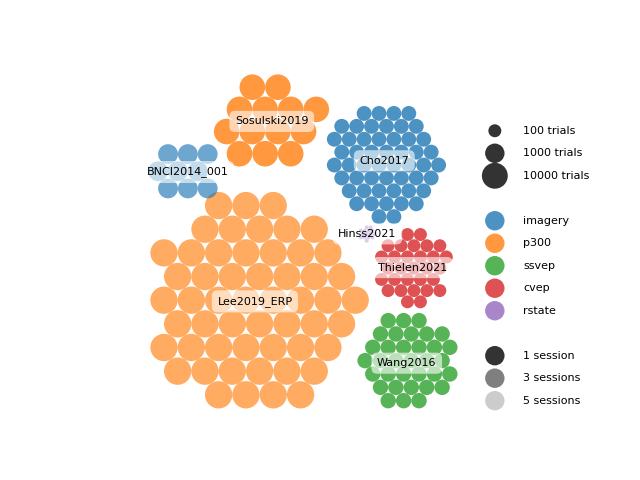 Sosulski2019
Cho2017
BNCI2014_001
Hinss2021
Thielen2021
Lee2019_ERP
Wang2016
100 trials
1000 trials
10000 trials
imagery
p300
ssvep
cvep
rstate
1 session
3 sessions
5 sessions